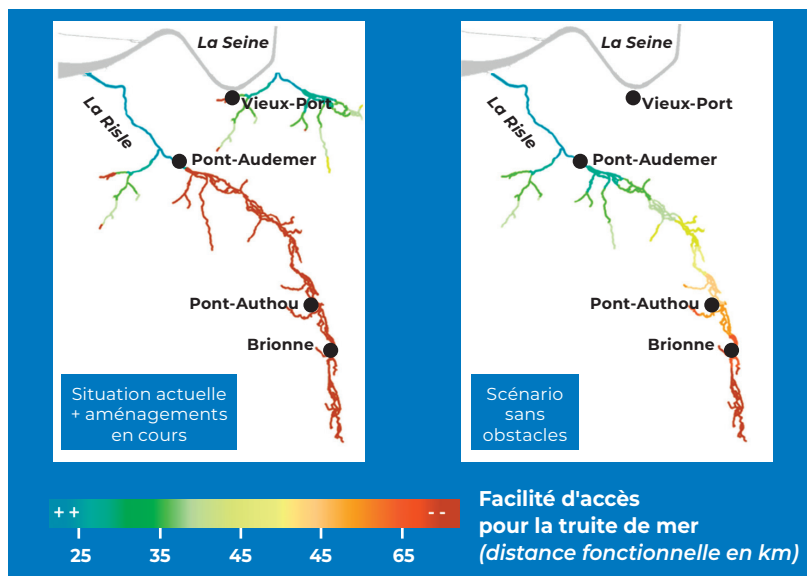 La Seine
Vieux-Port
La Risle
Pont-Audemer
Pont-Authou
Brionne
Situation actuelle
+ aménagements
en cours
La Seine
Vieux-Port
La Risle
Pont-Audemer
Pont-Authou
Brionne
Scénario
sans
obstacles
++ --
25 35 45 45 65
Facilité d'accès
pour la truite de mer
(distance fonctionnelle en km)